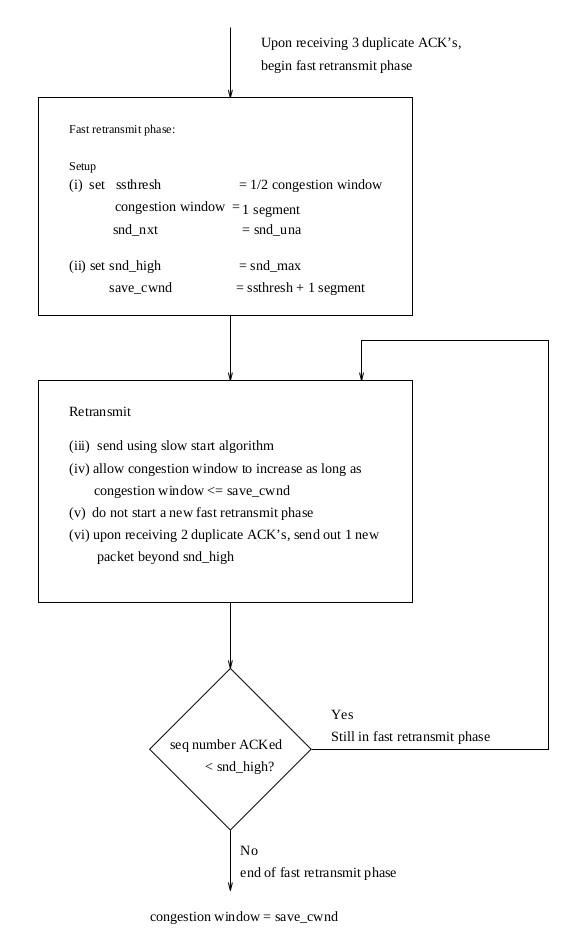 Upon receiving 3 duplicate ACK's,
begin fast retransmit phase
Fast retransmit phase:
Setup
(i) set ssthresh = 1/2 congestion window
congestion window = 1 segment
snd_nxt = snd_una
(ii) set snd_high = snd_max
save_cwnd = ssthresh + 1 segment
Retransmit
(iii) send using slow start algorithm
(iv) allow congestion window to increase as long as
congestion window <= save_cwnd
(v) do not start a new fast retransmit phase
(vi) upon receiving 2 duplicate ACK's, send out 1 new
packet beyond snd_high
seq number ACKed
< snd_high?
Yes
Still in fast retransmit phase
No
end of fast retransmit phase
congestion window = save_cwnd